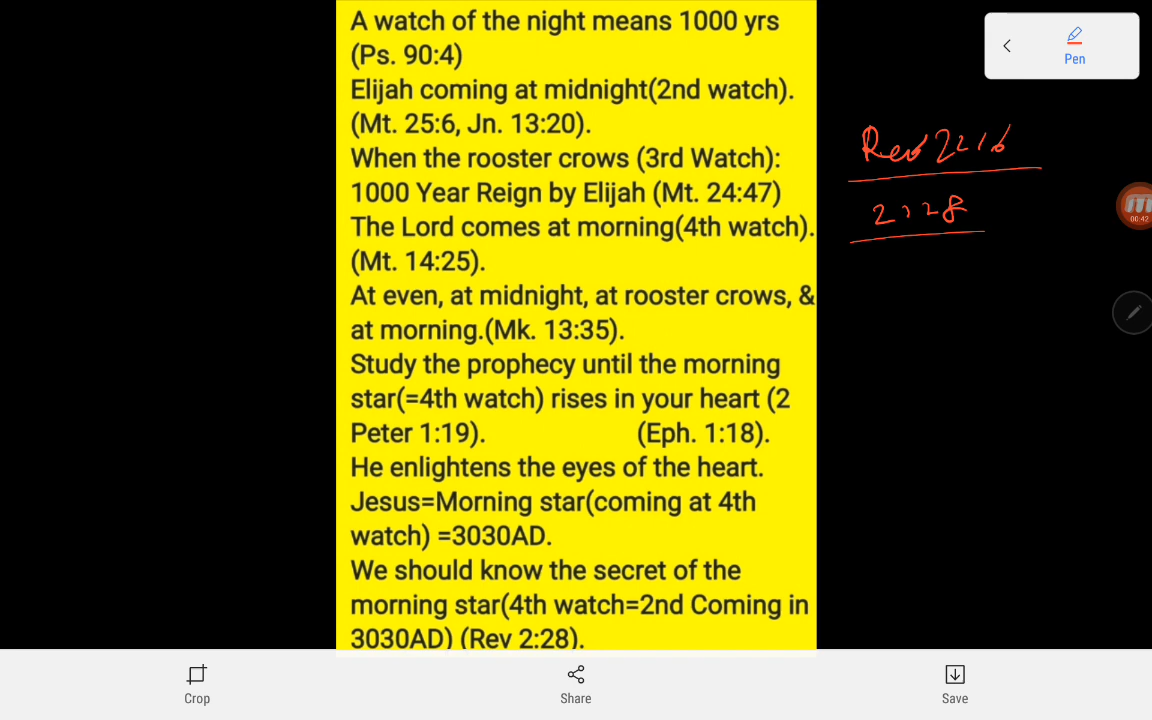 A watch of the night means 1000 yrs
(Ps. 90:4)
Elijah coming at midnight(2nd watch).
(Mt. 25:6, Jn. 13:20).
When the rooster crows (3rd Watch):
1000 Year Reign by Elijah (Mt. 24:47)
The Lord comes at morning(4th watch).
(Mt. 14:25).
At even, at midnight, at rooster crows, &
at morning.(Mk. 13:35).
Study the prophecy until the morning
star(=4th watch) rises in your heart (2
Peter 1:19). (Eph. 1:18).
He enlightens the eyes of the heart.
Jesus=Morning star(coming at 4th
watch) =3030AD.
We should know the secret of the
morning star(4th watch=2nd Coming in
3030AD) (Rev 2:28).
Pen
Rev 22 16
2:28
00:42
Crop
Share
Save